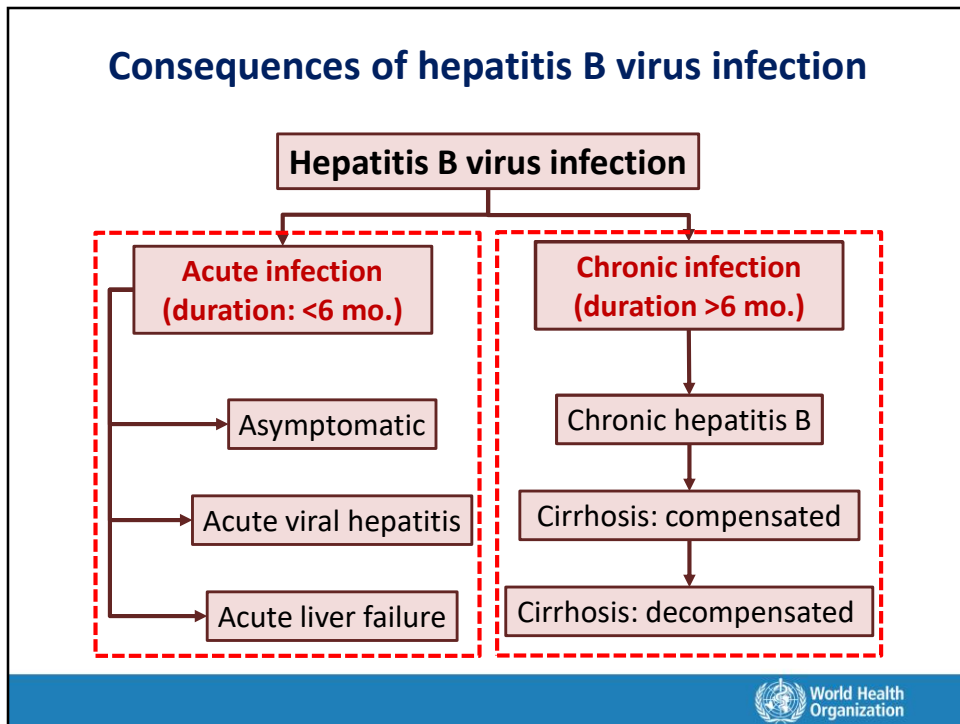 Consequences of hepatitis B virus infection
Hepatitis B virus infection
Acute infection
(duration: <6 mo.)
Asymptomatic
Acute viral hepatitis
Acute liver failure
Chronic infection
(duration >6 mo.)
Chronic hepatitis B
Cirrhosis: compensated
Cirrhosis: decompensated
World Health
Organization